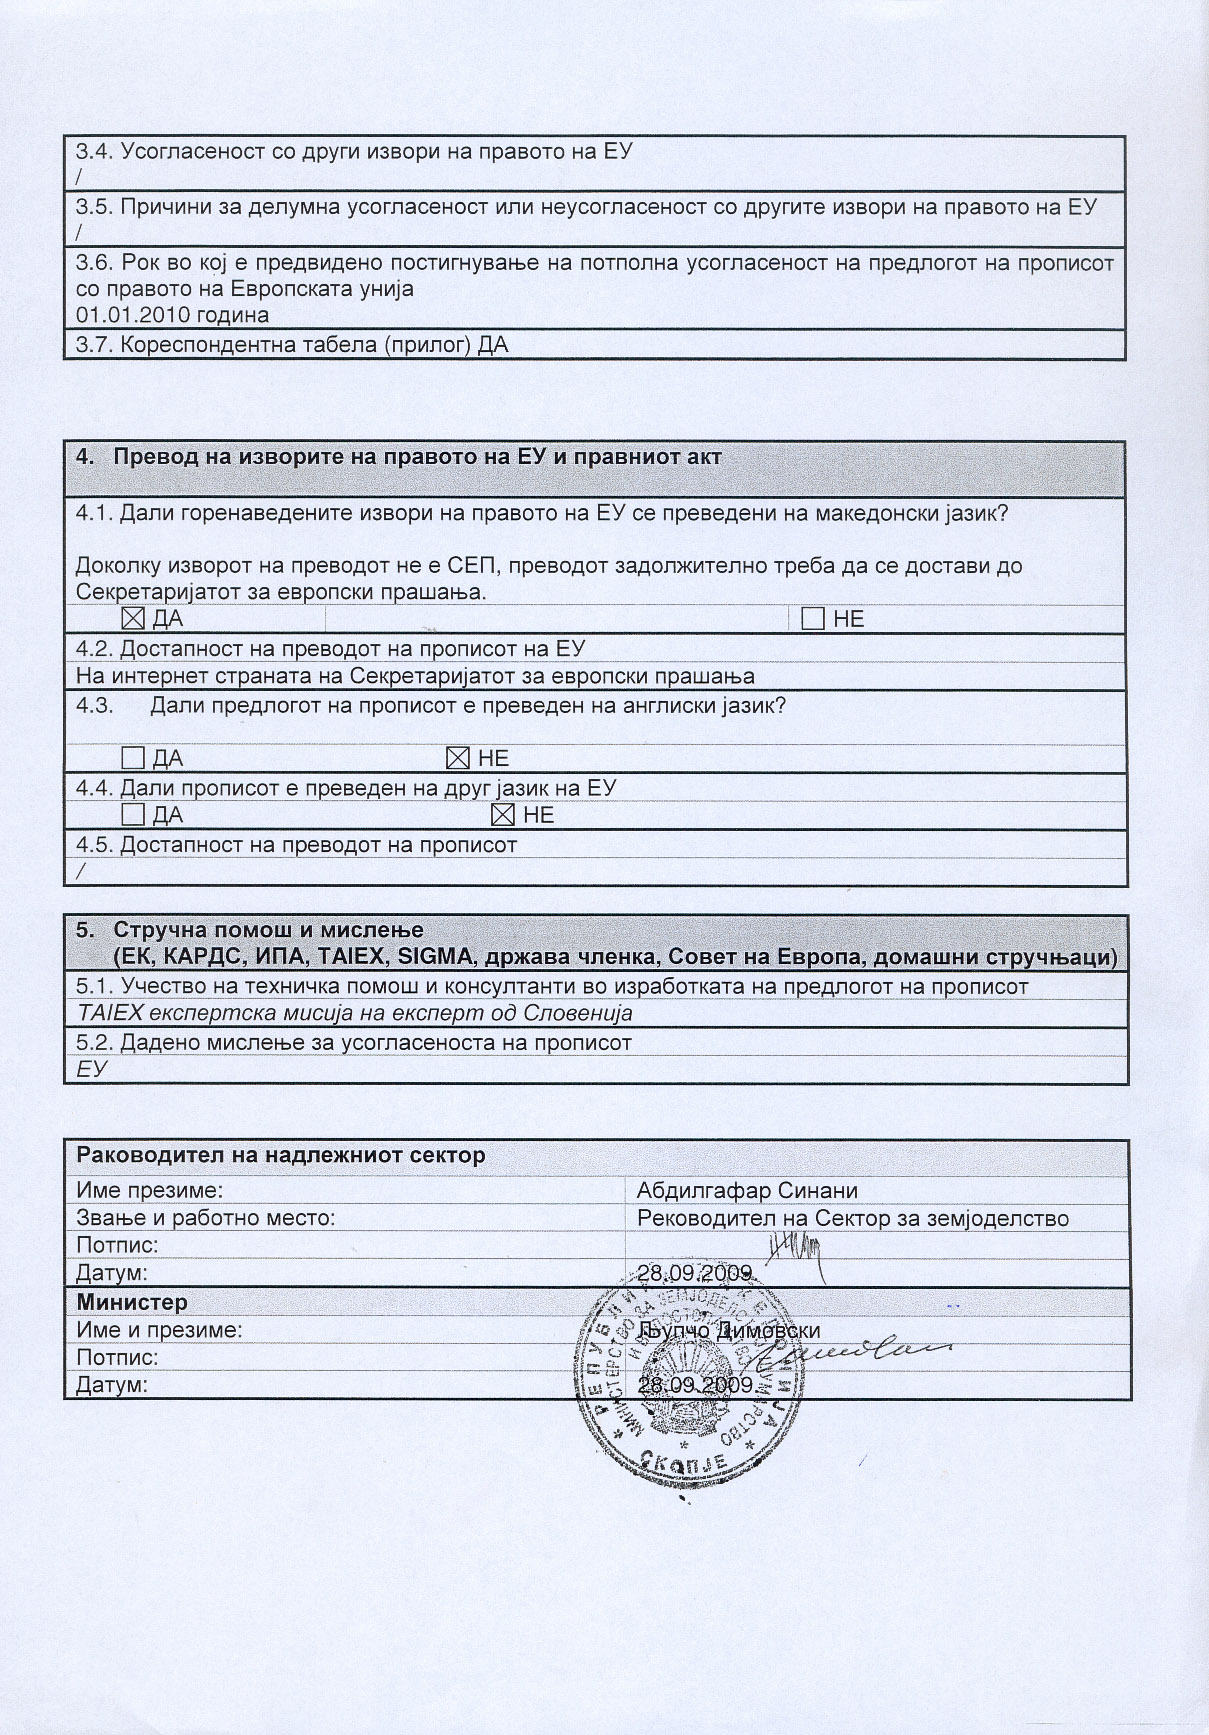 3.4. Усогласеност со други извори на правото на ЕУ
/
3.5. Причини за делумна усогласеност или неусогласеност со другите извори на правото на ЕУ
/
3.6. Рок во кој е предвидено постигнување на потполна усогласеност на предлогот на прописот
со правото на Европската унија
01.01.2010 година
3.7. Кореспондентна табела (прилог) ДА
4. Превод на изворите на правото на ЕУ и правниот акт
4.1. Дали горенаведените извори на правото на ЕУ се преведени на македонски јазик?
Доколку изворот на преводот не е СЕП, преводот задолжително треба да се достави до
Секретаријатот за европски прашања.
☒ ДА ☐ НЕ
4.2. Достапност на преводот на прописот на ЕУ
На интернет страната на Секретаријатот за европски прашања
4.3. Дали предлогот на прописот е преведен на англиски јазик?
☐ ДА ☒ НЕ
4.4. Дали прописот е преведен на друг јазик на ЕУ
☐ ДА ☒ НЕ
4.5. Достапност на преводот на прописот
/
5. Стручна помош и мислење
(ЕК, КАРДС, ИПА, TAIEX, SIGMA, држава членка, Совет на Европа, домашни стручњаци)
5.1. Учество на техничка помош и консултанти во изработката на предлогот на прописот
TAIEX експертска мисија на експерт од Словенија
5.2. Дадено мислење за усогласеноста на прописот
ЕУ
Раководител на надлежниот сектор
Име презиме: Абдилгафар Синани
Звање и работно место: Реководител на Сектор за земјоделство
Потпис:
Датум: 28.09.2009
Министер
Име и презиме: Љупчо Димовски
Потпис:
Датум: 28.09.2009
СКОПЈЕ